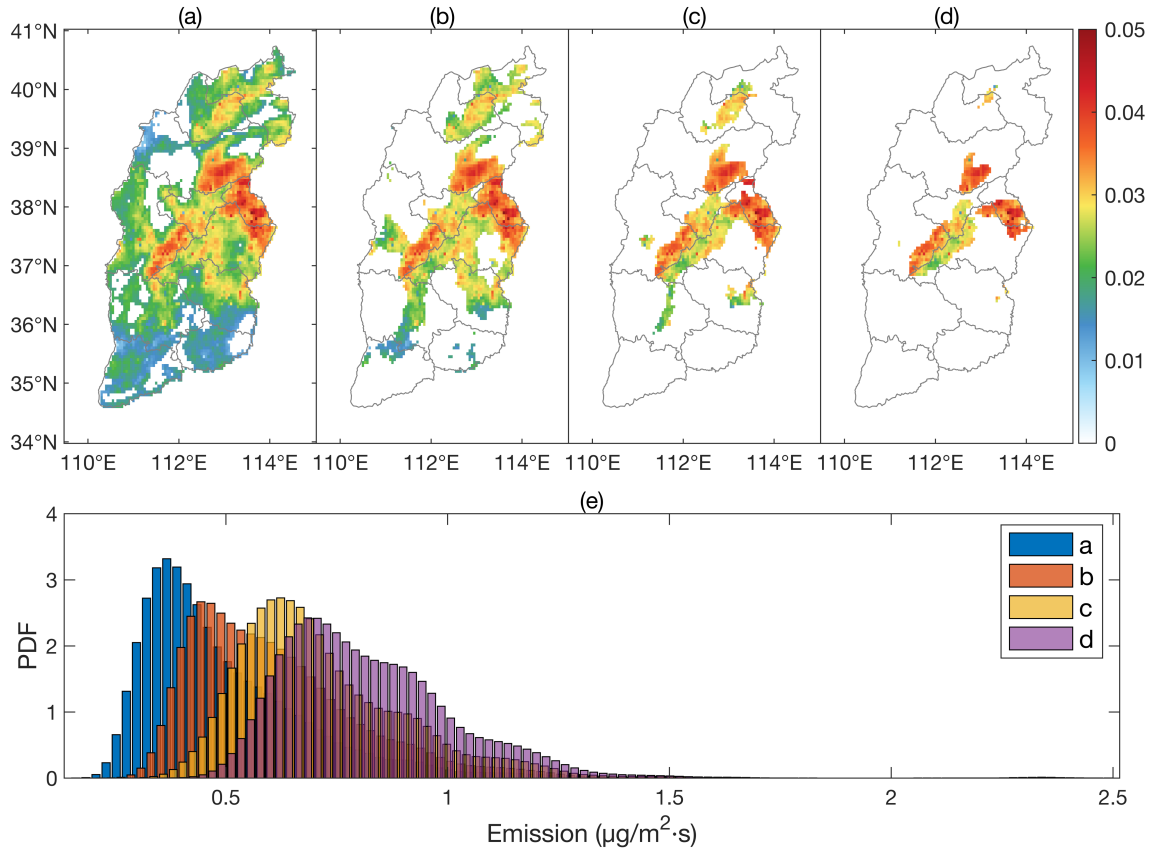 (a) (b) (c) (d)
41°N
40°N
39°N
38°N
37°N
36°N
35°N
34°N
0.05
0.04
0.03
0.02
0.01
0
110°E 112°E 114°E 110°E 112°E 114°E 110°E 112°E 114°E 110°E 112°E 114°E
(e)
4
3
2
1
0
PDF
a
b
c
d
0.5 1 1.5 2 2.5
Emission (μg/m²·s)